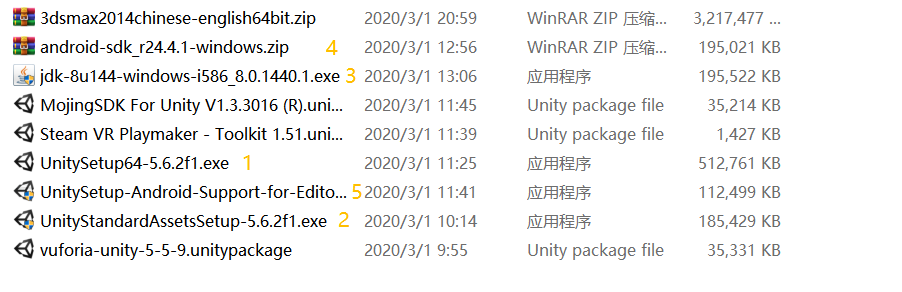 3dsmax2014chinese-english64bit.zip 2020/3/1 20:59 WinRAR ZIP 压缩... 3,217,477 ...
android-sdk_r24.4.1-windows.zip 4 2020/3/1 12:56 WinRAR ZIP 压缩... 195,021 KB
jdk-8u144-windows-i586_8.0.1440.1.exe 3 2020/3/1 13:06 应用程序 195,522 KB
MojingSDK For Unity V1.3.3016 (R).uni... 2020/3/1 11:45 Unity package file 35,214 KB
Steam VR Playmaker - Toolkit 1.51.uni... 2020/3/1 11:39 Unity package file 1,427 KB
UnitySetup64-5.6.2f1.exe 1 2020/3/1 11:25 应用程序 512,761 KB
UnitySetup-Android-Support-for-Edito... 5 2020/3/1 11:41 应用程序 112,499 KB
UnityStandardAssetsSetup-5.6.2f1.exe 2 2020/3/1 10:14 应用程序 185,429 KB
vuforia-unity-5-5-9.unitypackage 2020/3/1 9:55 Unity package file 35,331 KB